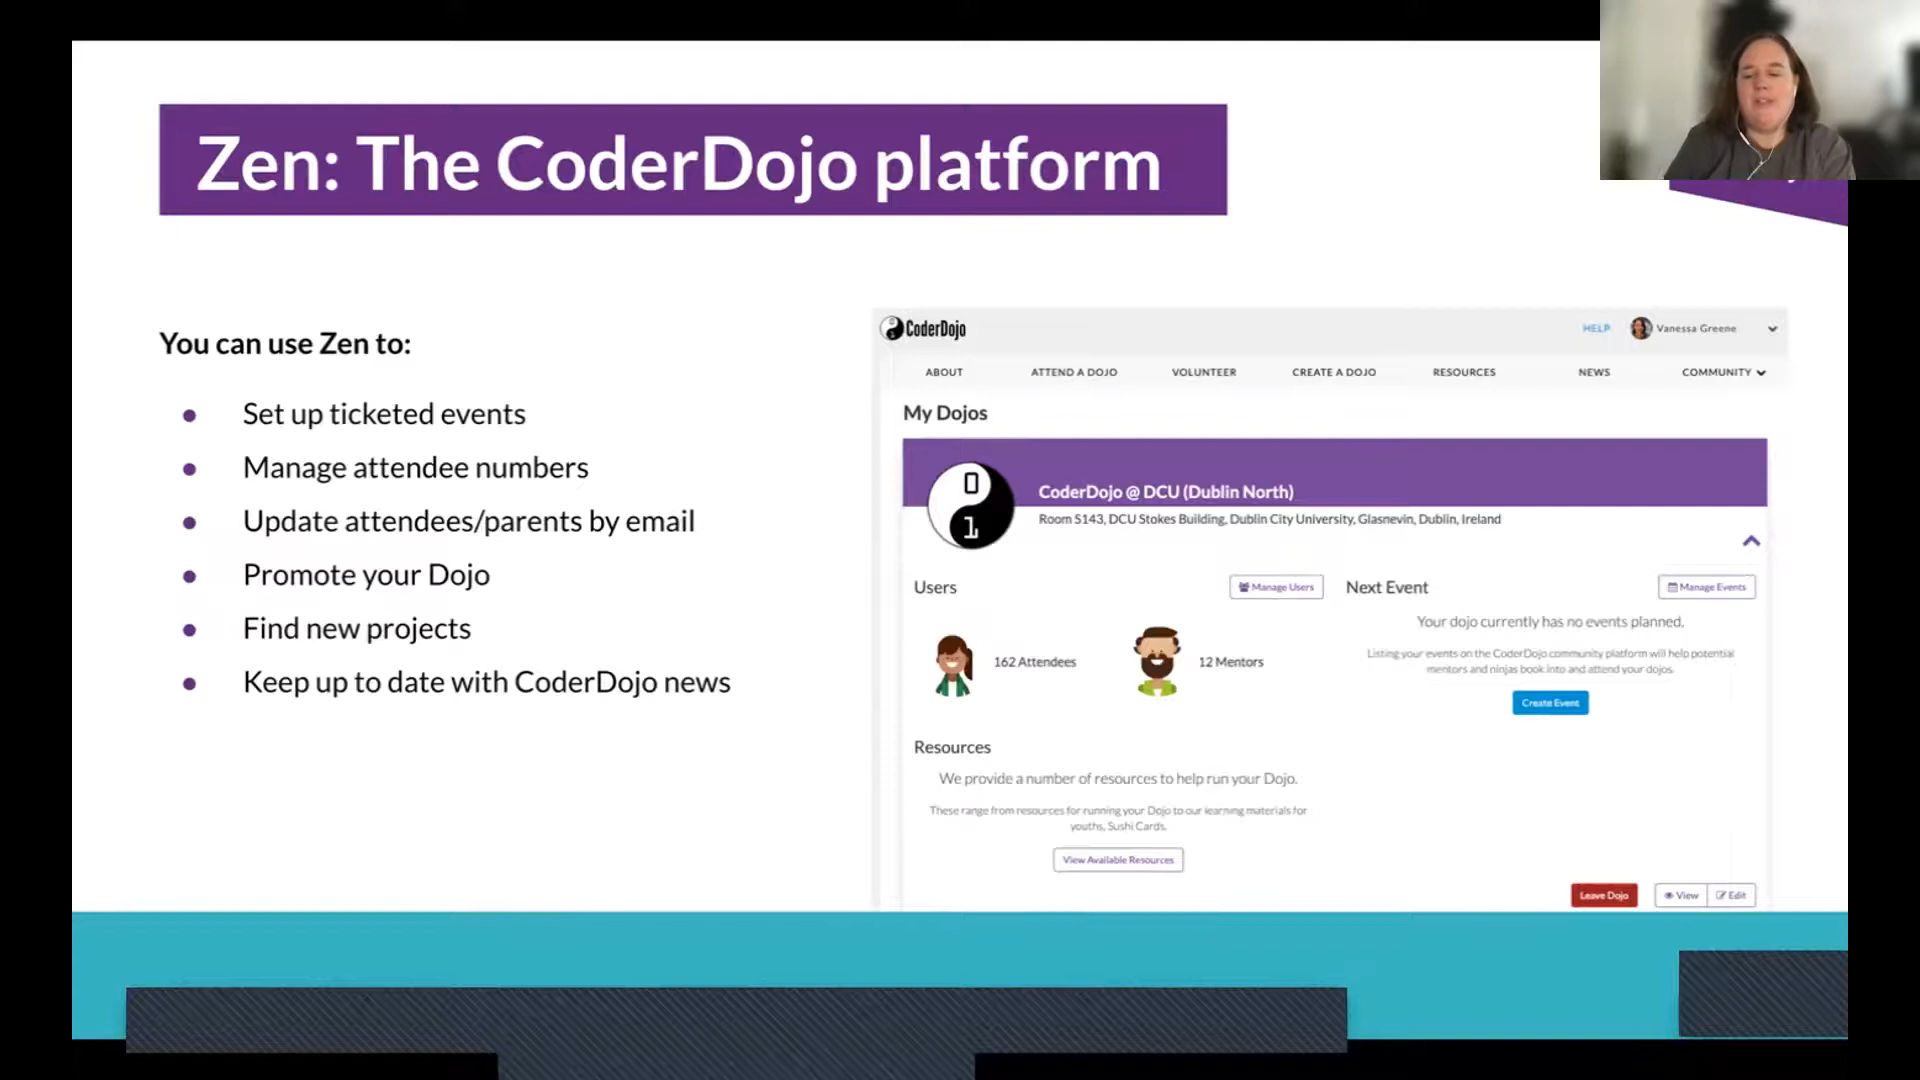 Zen: The CoderDojo platform
You can use Zen to:
Set up ticketed events
Manage attendee numbers
Update attendees/parents by email
Promote your Dojo
Find new projects
Keep up to date with CoderDojo news
CoderDojo
HELP
Vanessa Greene
ABOUT ATTEND A DOJO VOLUNTEER CREATE A DOJO RESOURCES NEWS COMMUNITY
My Dojos
0
1
CoderDojo @ DCU (Dublin North)
Room S143, DCU Stokes Building, Dublin City University, Glasnevin, Dublin, Ireland
Users
Manage Users
162 Attendees
12 Mentors
Next Event
Manage Events
Your dojo currently has no events planned.
Listing your events on the CoderDojo community platform will help potential
mentors and ninjas book into and attend your dojos.
Create Event
Resources
We provide a number of resources to help run your Dojo.
These range from resources for running your Dojo to our learning materials for
youths, Sushi Cards.
View Available Resources
Leave Dojo
View
Edit